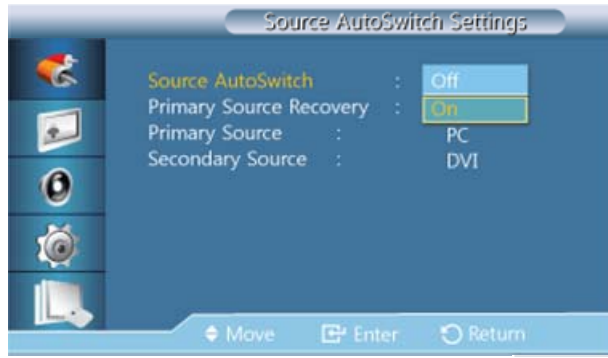 Source AutoSwitch Settings
Source AutoSwitch : Off
Primary Source Recovery : On
Primary Source : PC
Secondary Source : DVI
Move Enter Return